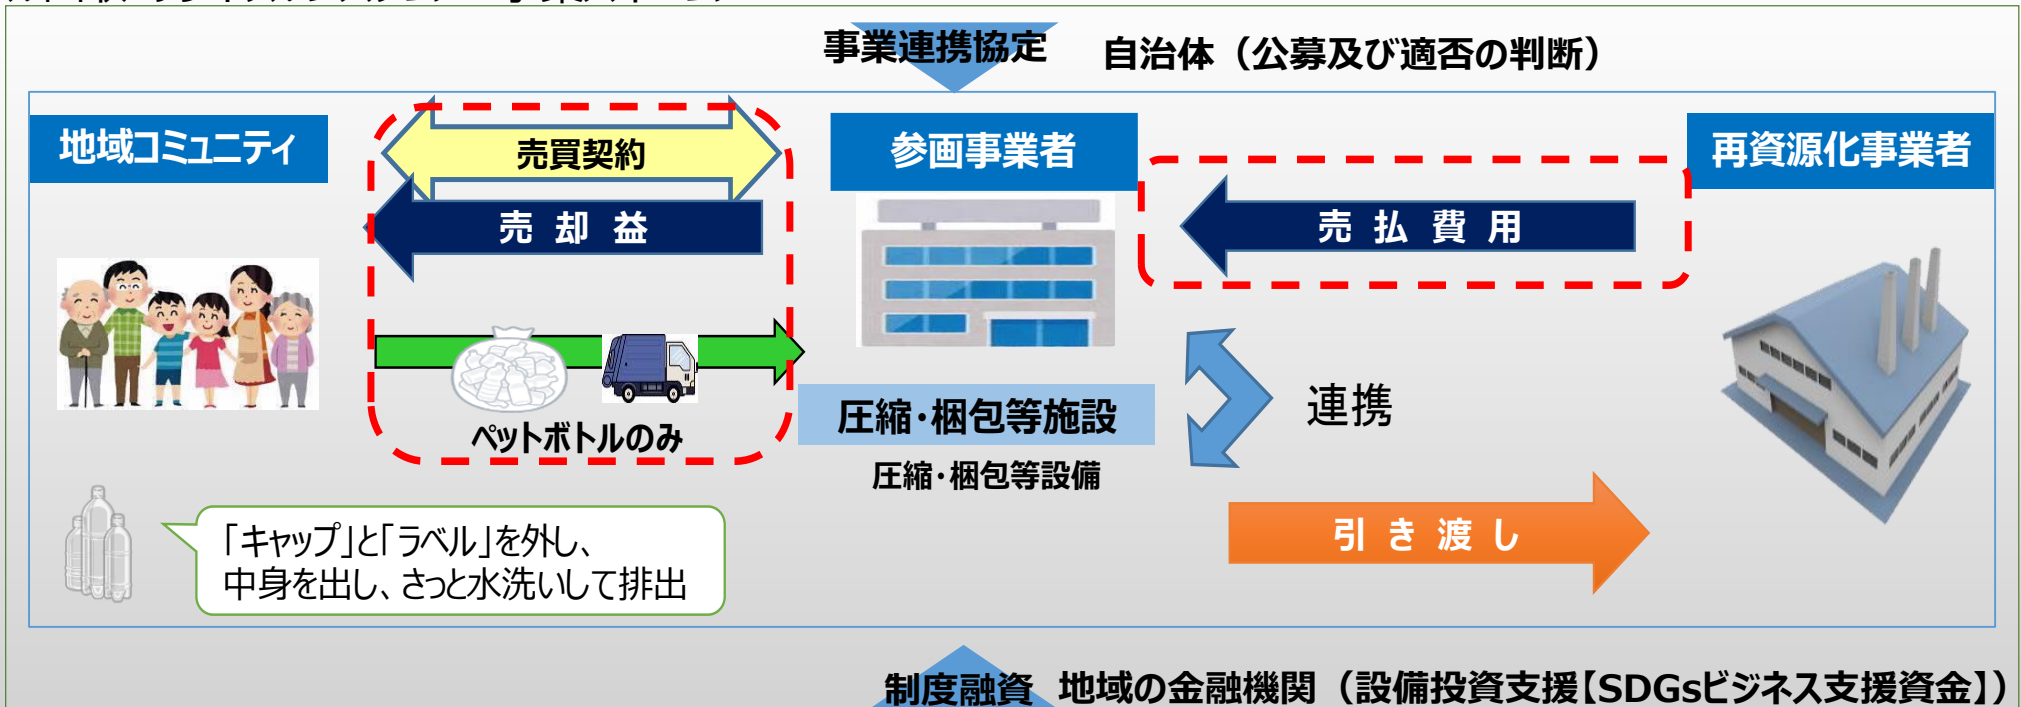 事業連携協定
自治体（公募及び適否の判断）
地域コミュニティ
売買契約
参画事業者
再資源化事業者
売却益
売払費用
ペットボトルのみ
圧縮・梱包等施設
連携
圧縮・梱包等設備
引き渡し
「キャップ」と「ラベル」を外し、
中身を出し、さっと水洗いして排出
制度融資 地域の金融機関（設備投資支援【SDGsビジネス支援資金】）